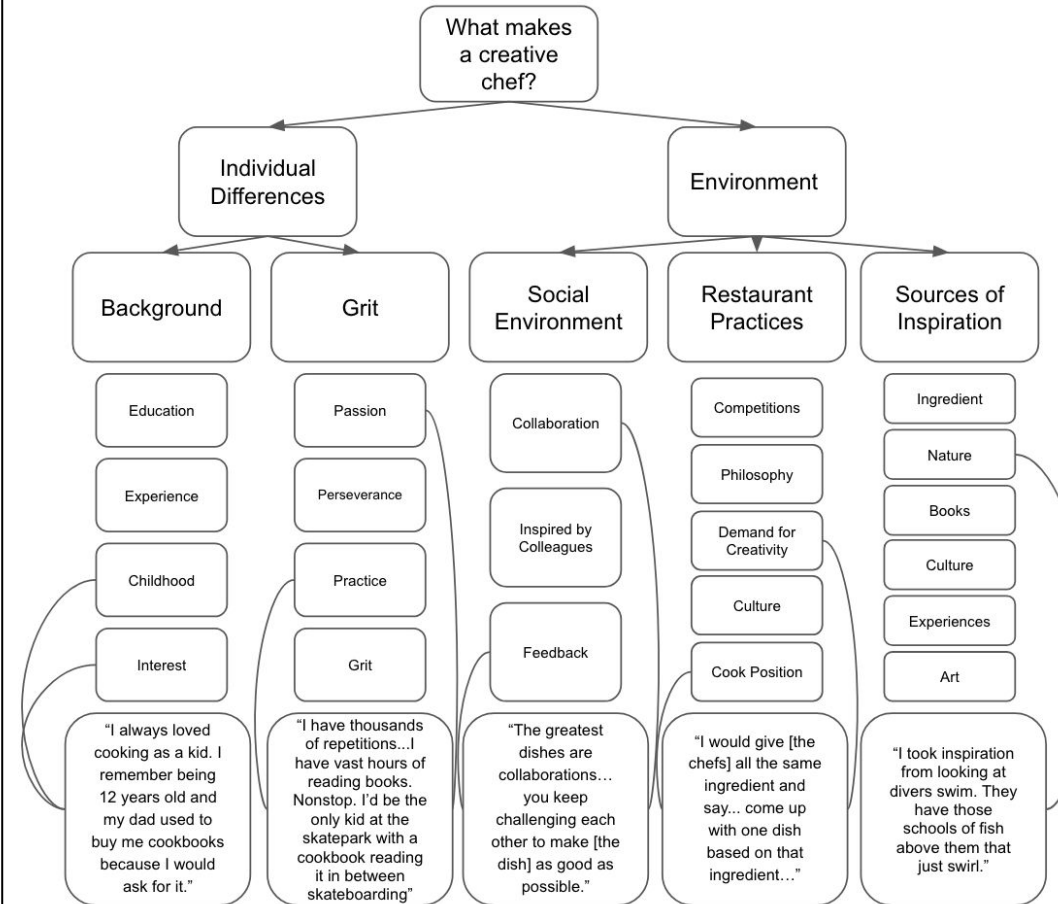 What makes
a creative
chef?
Individual
Differences
Environment
Background
Grit
Social
Environment
Restaurant
Practices
Sources of
Inspiration
Education
Experience
Childhood
Interest
Passion
Perseverance
Practice
Grit
Collaboration
Inspired by
Colleagues
Feedback
Competitions
Philosophy
Demand for
Creativity
Culture
Cook Position
Ingredient
Nature
Books
Culture
Experiences
Art
“I always loved
cooking as a kid. I
remember being
12 years old and
my dad used to
buy me cookbooks
because I would
ask for it.”
“I have thousands
of repetitions...I
have vast hours of
reading books.
Nonstop. I’d be the
only kid at the
skatepark with a
cookbook reading
it in between
skateboarding”
“The greatest
dishes are
collaborations…
you keep
challenging each
other to make [the
dish] as good as
possible.”
“I would give [the
chefs] all the same
ingredient and
say... come up
with one dish
based on that
ingredient…”
“I took inspiration
from looking at
divers swim. They
have those
schools of fish
above them that
just swirl.”